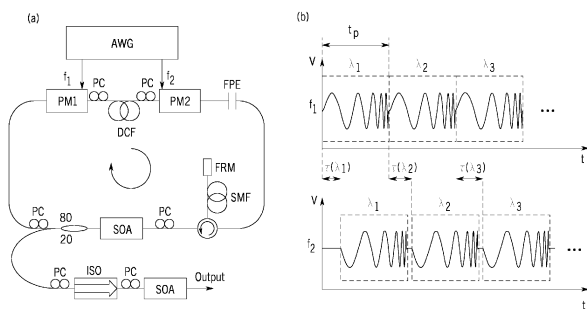 (a)
AWG
f1 PC PC f2
PM1 PM2 FPE
DCF
FRM
SMF
PC 80 PC
20 SOA
PC ISO PC
SOA Output
(b)
tp
V λ1 λ2 λ3
f1
...
t
τ(λ1) τ(λ2) τ(λ3)
V λ1 λ2 λ3
f2
...
t